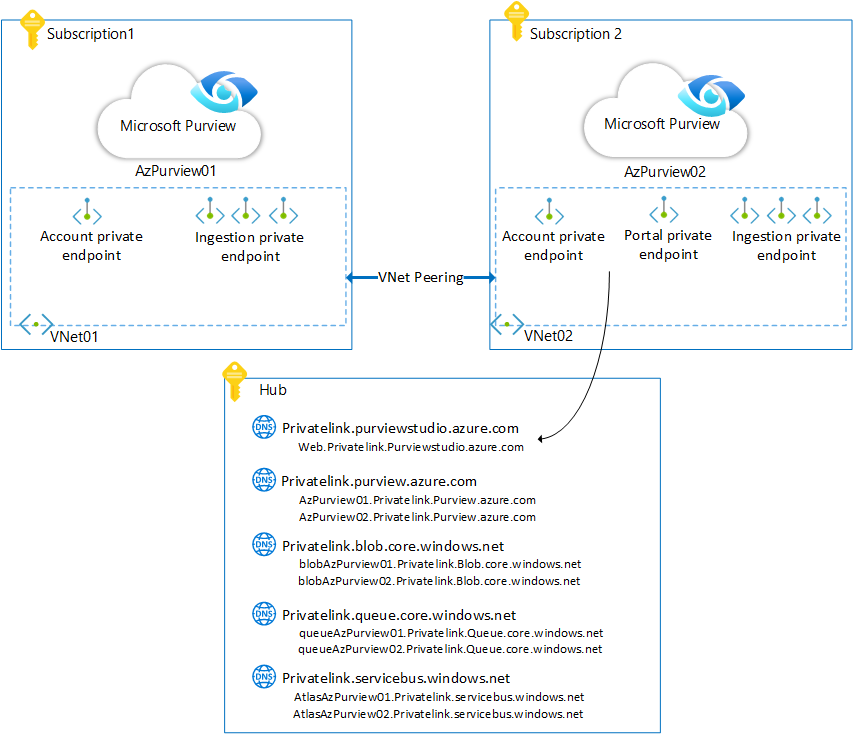 Subscription1
Microsoft Purview
AzPurview01
Account private
endpoint
Ingestion private
endpoint
VNet01
VNet Peering
Subscription 2
Microsoft Purview
AzPurview02
Account private
endpoint
Portal private
endpoint
Ingestion private
endpoint
VNet02
Hub
DNS
Privatelink.purviewstudio.azure.com
Web.Privatelink.Purviewstudio.azure.com
DNS
Privatelink.purview.azure.com
AzPurview01.Privatelink.Purview.azure.com
AzPurview02.Privatelink.Purview.azure.com
DNS
Privatelink.blob.core.windows.net
blobAzPurview01.Privatelink.Blob.core.windows.net
blobAzPurview02.Privatelink.Blob.core.windows.net
DNS
Privatelink.queue.core.windows.net
queueAzPurview01.Privatelink.Queue.core.windows.net
queueAzPurview02.Privatelink.Queue.core.windows.net
DNS
Privatelink.servicebus.windows.net
AtlasAzPurview01.Privatelink.servicebus.windows.net
AtlasAzPurview02.Privatelink.servicebus.windows.net